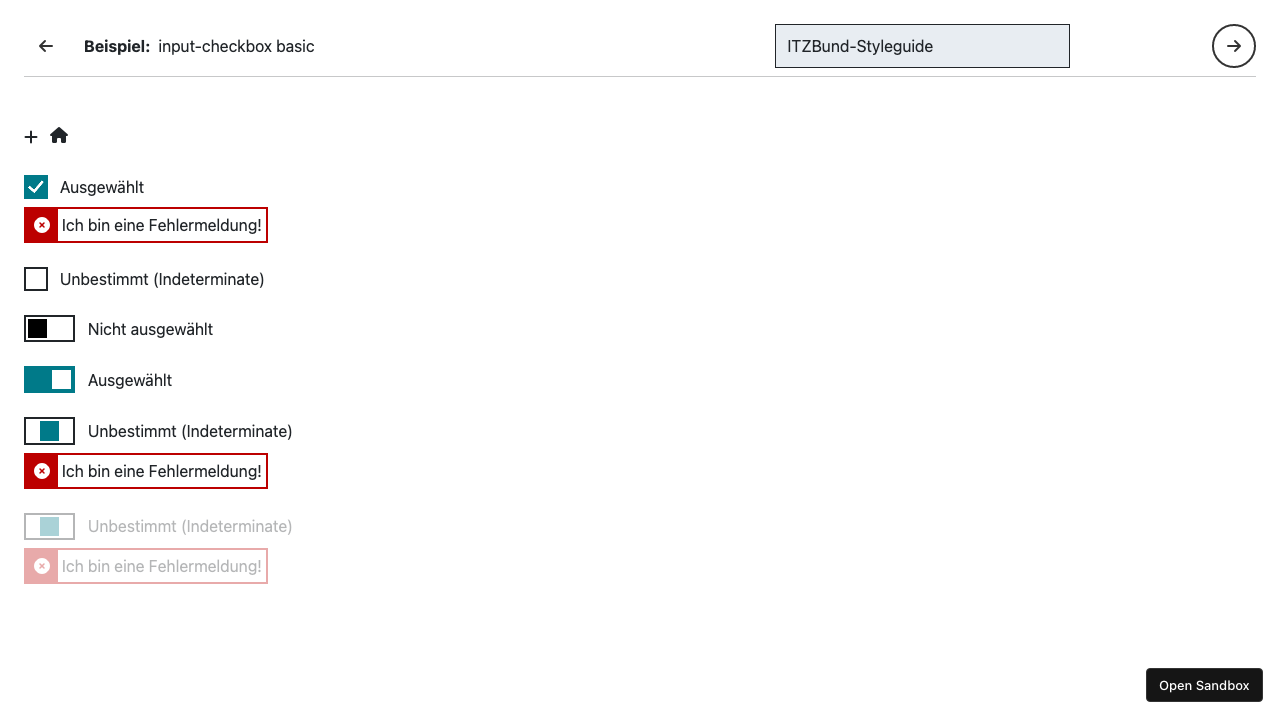 Beispiel: input-checkbox basic
ITZBund-Styleguide
Ausgewählt
Ich bin eine Fehlermeldung!
Unbestimmt (Indeterminate)
Nicht ausgewählt
Ausgewählt
Unbestimmt (Indeterminate)
Ich bin eine Fehlermeldung!
Unbestimmt (Indeterminate)
Ich bin eine Fehlermeldung!
Open Sandbox